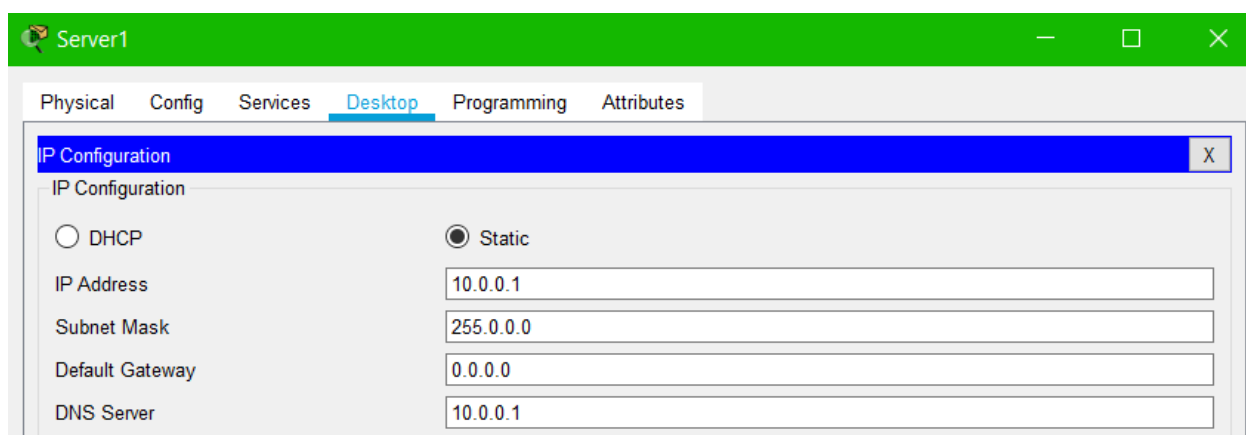 Server1
Physical Config Services Desktop Programming Attributes
IP Configuration X
IP Configuration
DHCP Static
IP Address 10.0.0.1
Subnet Mask 255.0.0.0
Default Gateway 0.0.0.0
DNS Server 10.0.0.1